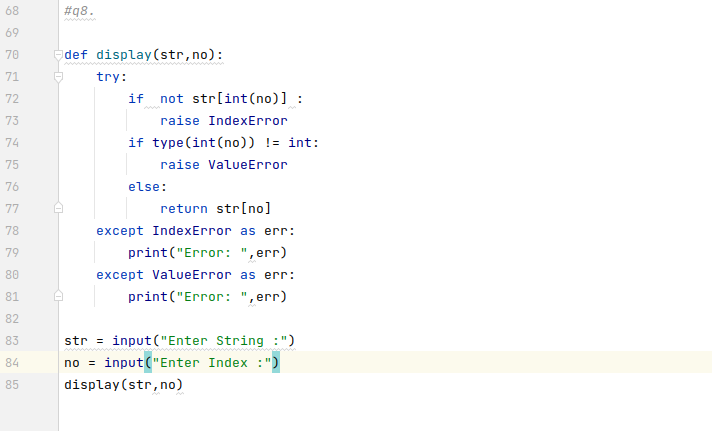 68 #q8.
69
70 def display(str,no):
71     try:
72         if  not str[int(no)] :
73             raise IndexError
74         if type(int(no)) != int:
75             raise ValueError
76         else:
77             return str[no]
78     except IndexError as err:
79         print("Error: ",err)
80     except ValueError as err:
81         print("Error: ",err)
82
83 str = input("Enter String :")
84 no = input("Enter Index :")
85 display(str,no)